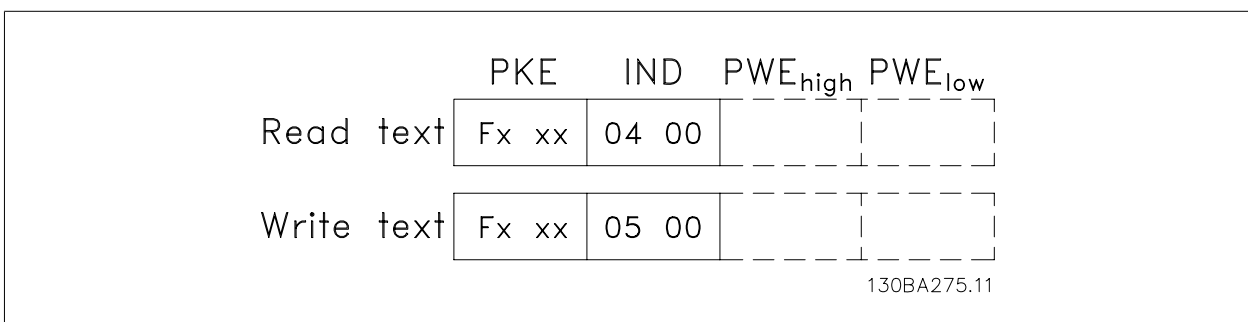 PKE IND PWEhigh PWElow
Read text Fx xx 04 00
Write text Fx xx 05 00
130BA275.11